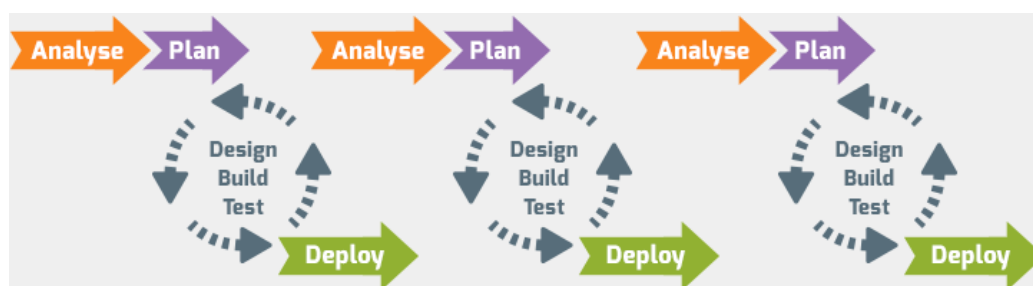 Analyse Plan Analyse Plan Analyse Plan
Design Design Design
Build Build Build
Test Test Test
Deploy Deploy Deploy